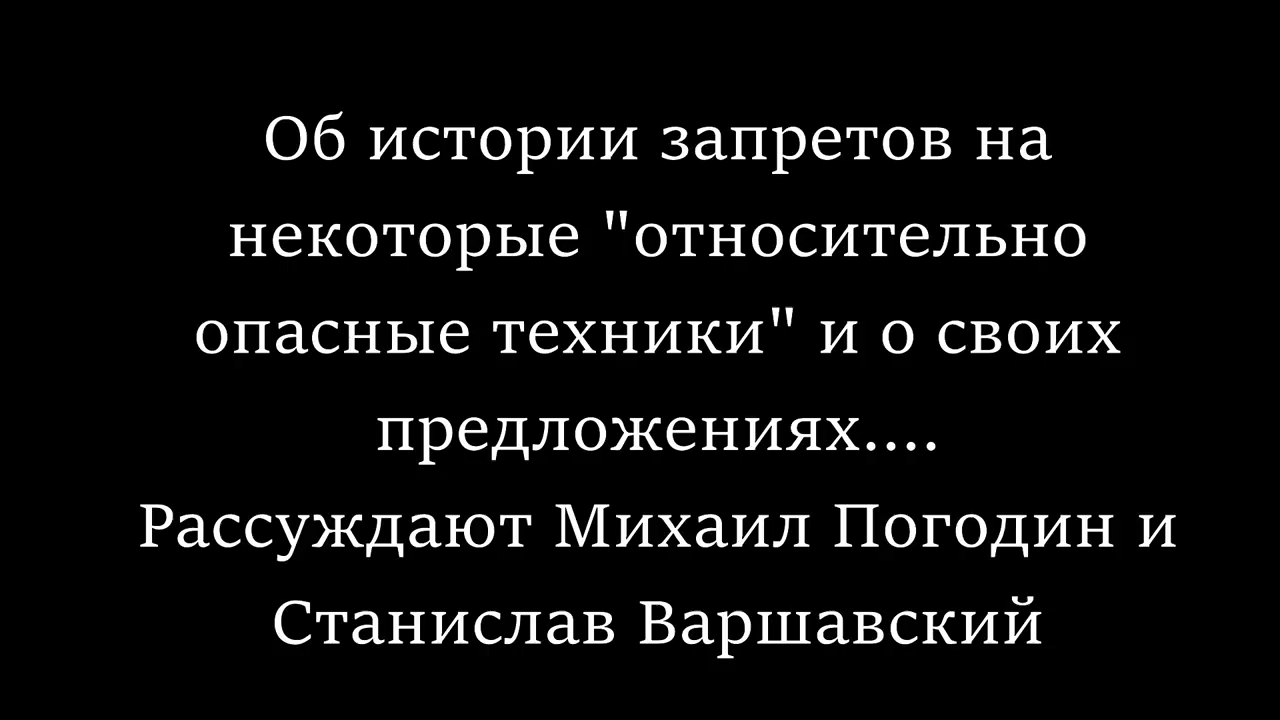 Об истории запретов на
некоторые "относительно
опасные техники" и о своих
предложениях....
Рассуждают Михаил Погодин и
Станислав Варшавский